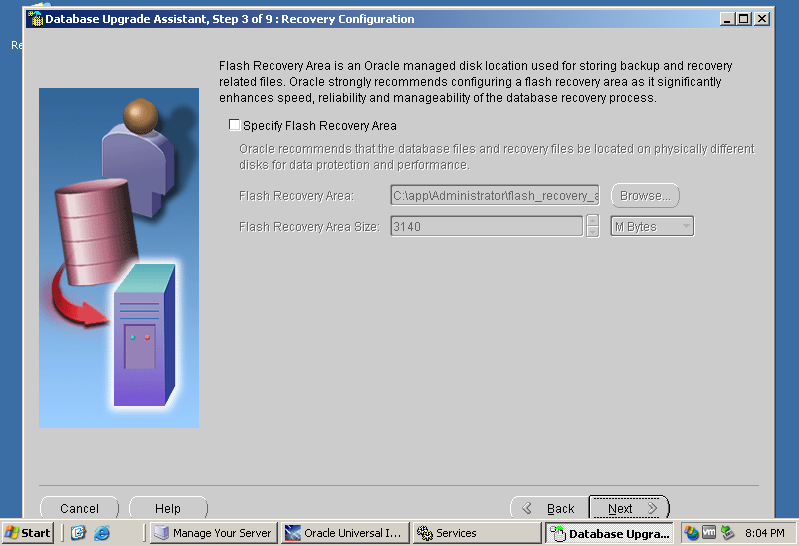 Database Upgrade Assistant, Step 3 of 9 : Recovery Configuration
Re
Flash Recovery Area is an Oracle managed disk location used for storing backup and recovery
related files. Oracle strongly recommends configuring a flash recovery area as it significantly
enhances speed, reliability and manageability of the database recovery process.
Specify Flash Recovery Area
Oracle recommends that the database files and recovery files be located on physically different
disks for data protection and performance.
Flash Recovery Area: C:\app\Administrator\flash_recovery_a Browse...
Flash Recovery Area Size: 3140 M Bytes
Cancel Help Back Next
Start Manage Your Server Oracle Universal I... Services Database Upgra... vm 8:04 PM